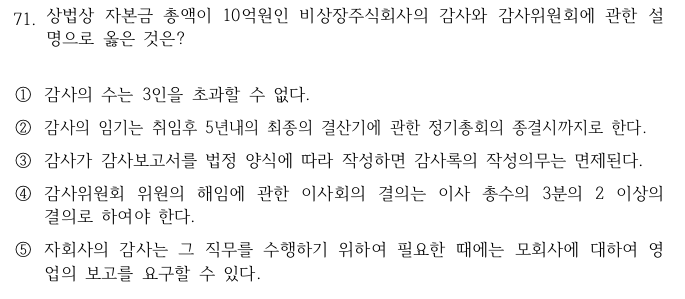 71. 상법상 자본금 총액이 10억원인 비상장주식회사의 감사와 감사위원회에 관한 설
명으로 옳은 것은?
① 감사의 수는 3인을 초과할 수 없다.
② 감사의 임기는 취임후 5년내의 최종의 결산기에 관한 정기총회의 종결시까지로 한다.
③ 감사가 감사보고서를 법정 양식에 따라 작성하면 감사록의 작성의무는 면제된다.
④ 감사위원회 위원의 해임에 관한 이사회의 결의는 이사 총수의 3분의 2 이상의
결의로 하여야 한다.
⑤ 자회사의 감사는 그 직무를 수행하기 위하여 필요한 때에는 모회사에 대하여 영
업의 보고를 요구할 수 있다.